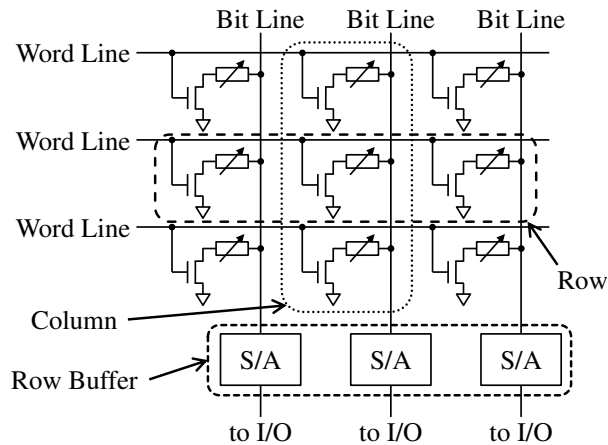 Bit Line Bit Line Bit Line
Word Line
Word Line
Word Line
Row
Column
S/A S/A S/A
Row Buffer
to I/O to I/O to I/O